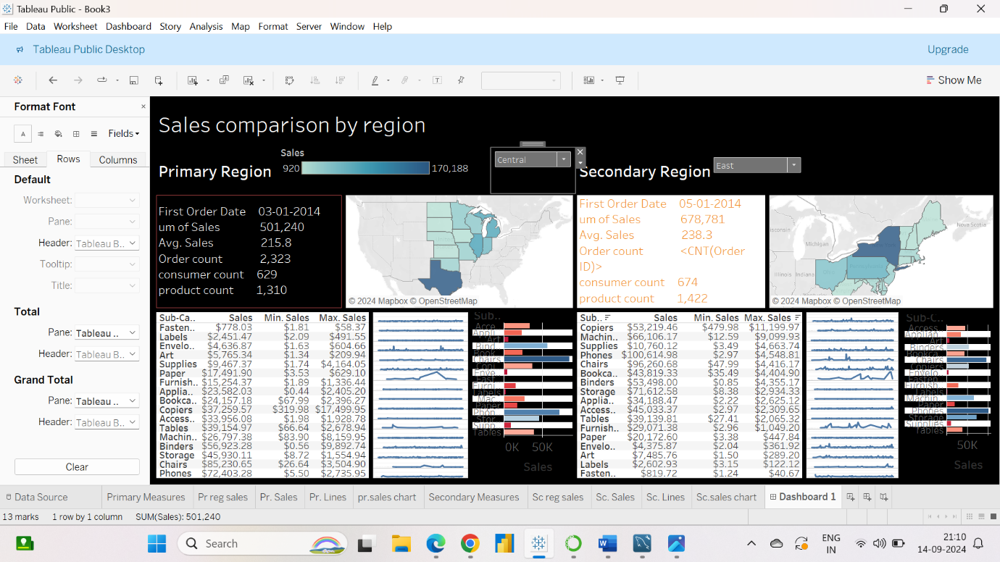 Tableau Public - Book3
File Data Worksheet Dashboard Story Analysis Map Format Server Window Help
Tableau Public Desktop Upgrade
Show Me
Format Font
Fields
Sheet Rows Columns
Default
Worksheet:
Pane:
Header: Tableau B..
Tooltip:
Title:
Total
Pane: Tableau ..
Header: Tableau B..
Grand Total
Pane: Tableau ..
Header: Tableau B..
Clear
Sales comparison by region
Primary Region
Sales
920 170,188
Central
Secondary Region
East
First Order Date 03-01-2014
um of Sales 501,240
Avg. Sales 215.8
Order count 2,323
consumer count 629
product count 1,310
© 2024 Mapbox © OpenStreetMap
First Order Date 05-01-2014
um of Sales 678,781
Avg. Sales 238.3
Order count <CNT(Order
ID)>
consumer count 674
product count 1,422
Michigan
Illinois Indiana
Nova Scotia
© 2024 Mapbox © OpenStreetMap
Sub-Ca.. Sales Min. Sales Max. Sales
Fasten.. $778.03 $1.81 $58.37
Labels $2,451.47 $2.09 $491.55
Envelo.. $4,636.87 $1.63 $604.66
Art $5,765.34 $1.34 $209.94
Supplies $9,467.37 $1.74 $4,164.05
Paper $17,491.90 $3.53 $629.10
Furnish.. $15,254.37 $1.89 $1,336.44
Applia.. $23,582.03 $0.44 $2,405.20
Bookca.. $24,157.18 $67.99 $2,396.27
Copiers $37,259.57 $319.98 $17,499.95
Access.. $33,956.08 $1.98 $1,928.78
Tables $39,154.97 $66.64 $2,678.94
Machin.. $26,797.38 $83.90 $8,159.95
Binders $56,923.28 $0.56 $9,892.74
Storage $45,930.11 $8.72 $1,554.94
Chairs $85,230.65 $26.64 $3,504.90
Phones $72,403.28 $5.50 $2,735.95
Sub..
Acce..
Appli..
Art
Bind..
Book..
Chairs
Copi..
Enve..
Fast..
Furni..
Labels
Mac..
Paper
Phon..
Stor..
Supp..
Tables
0K 50K
Sales
Sub.. Sales Min. Sales Max. Sales
Copiers $53,219.46 $479.98 $11,199.97
Machin.. $66,106.17 $12.59 $9,099.93
Supplies $10,760.12 $3.49 $4,663.74
Phones $100,614.98 $2.97 $4,548.81
Chairs $96,260.68 $47.99 $4,416.17
Bookca.. $43,819.33 $35.49 $4,404.90
Binders $53,498.00 $0.85 $4,355.17
Storage $71,612.58 $8.38 $2,934.33
Applia.. $34,188.47 $2.22 $2,625.12
Access.. $45,033.37 $2.97 $2,309.65
Tables $39,139.81 $27.41 $2,065.32
Furnish.. $29,071.38 $2.96 $1,049.20
Paper $20,172.60 $3.38 $447.84
Envelo.. $4,375.87 $2.04 $361.92
Art $7,485.76 $1.50 $289.20
Labels $2,602.93 $3.15 $122.12
Fasten.. $819.72 $1.24 $40.67
Sub-C..
Access..
Applian..
Art
Binders
Bookca..
Chairs
Copiers
Envelo..
Fasten..
Furnish..
Labels
Machin..
Paper
Phones
Storage
Supplies
Tables
50K
Sales
Data Source Primary Measures Pr reg sales Pr. Sales Pr. Lines pr.sales chart Secondary Measures Sc reg sales Sc. Sales Sc. Lines Sc.sales chart Dashboard 1
13 marks 1 row by 1 column SUM(Sales): 501,240
Search
ENG
IN
21:10
14-09-2024